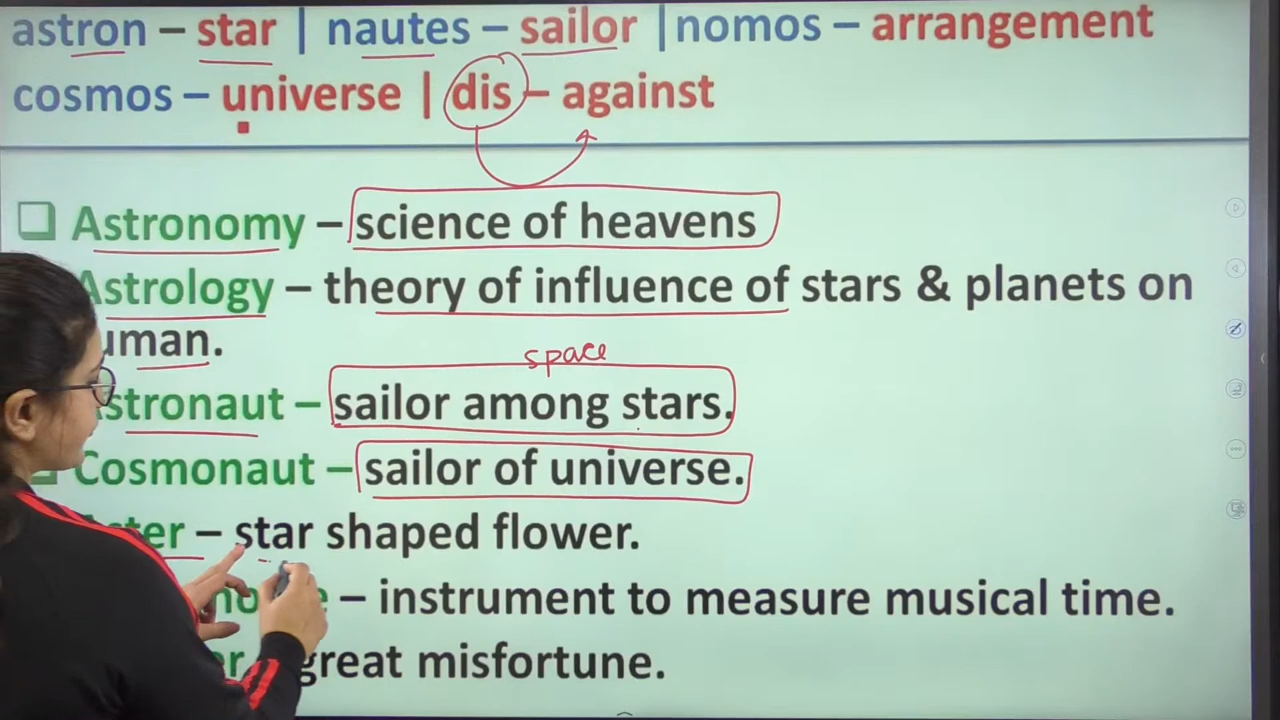 astron – star | nautes – sailor | nomos – arrangement
cosmos – universe | dis – against
Astronomy – science of heavens
Astrology – theory of influence of stars & planets on
space
Astronaut – sailor among stars.
Cosmonaut – sailor of universe.
– star shaped flower.
– instrument to measure musical time.
great misfortune.